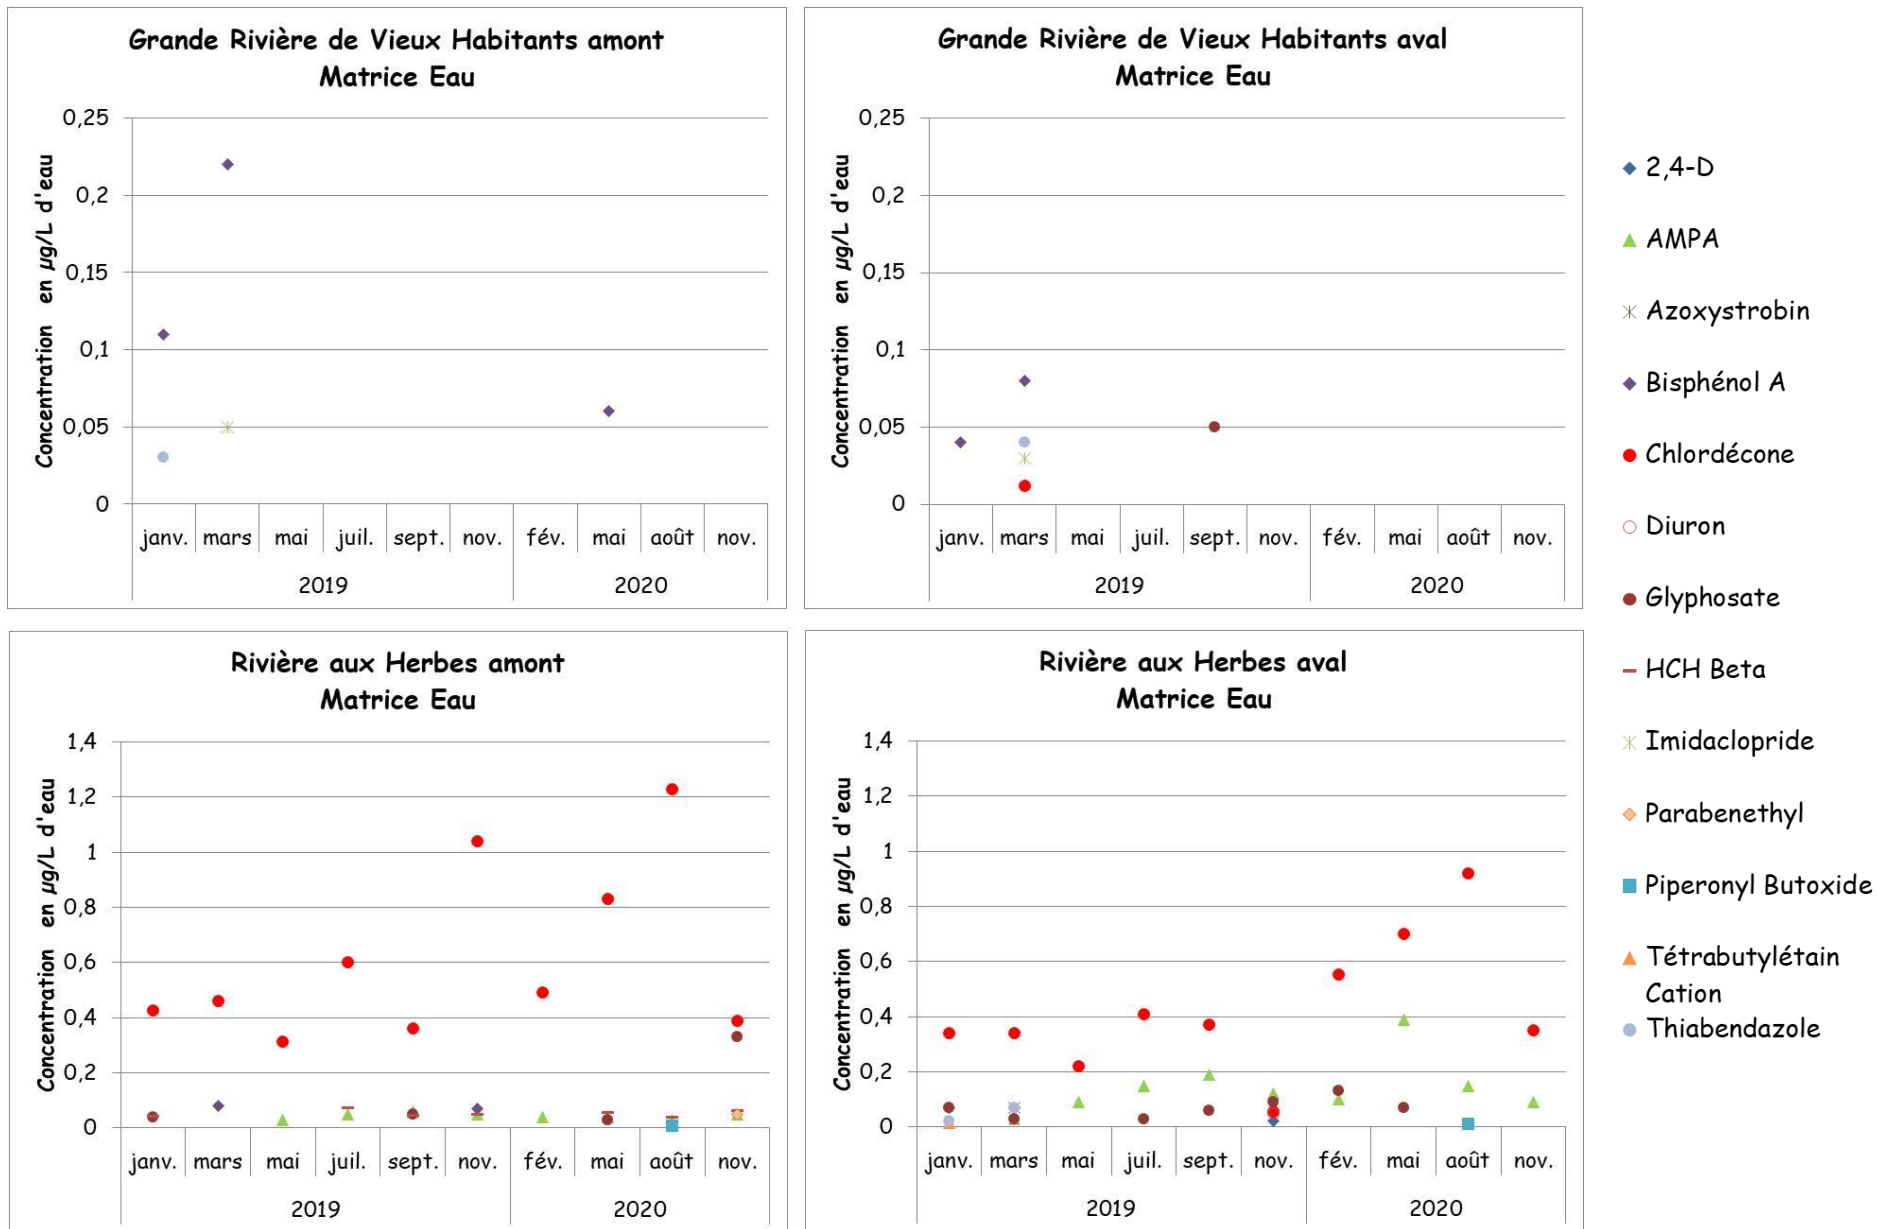 Grande Rivière de Vieux Habitants amont
Matrice Eau
Concentration en µg/L d'eau
0,25
0,2
0,15
0,1
0,05
0
janv. mars mai juil. sept. nov. fév. mai août nov.
2019 2020
Grande Rivière de Vieux Habitants aval
Matrice Eau
Concentration en µg/L d'eau
0,25
0,2
0,15
0,1
0,05
0
janv. mars mai juil. sept. nov. fév. mai août nov.
2019 2020
Rivière aux Herbes amont
Matrice Eau
Concentration en µg/L d'eau
1,4
1,2
1
0,8
0,6
0,4
0,2
0
janv. mars mai juil. sept. nov. fév. mai août nov.
2019 2020
Rivière aux Herbes aval
Matrice Eau
Concentration en µg/L d'eau
1,4
1,2
1
0,8
0,6
0,4
0,2
0
janv. mars mai juil. sept. nov. fév. mai août nov.
2019 2020
2,4-D
AMPA
Azoxystrobin
Bisphénol A
Chlordécone
Diuron
Glyphosate
HCH Beta
Imidaclopride
Parabenethyl
Piperonyl Butoxide
Tétrabutylétain
Cation
Thiabendazole